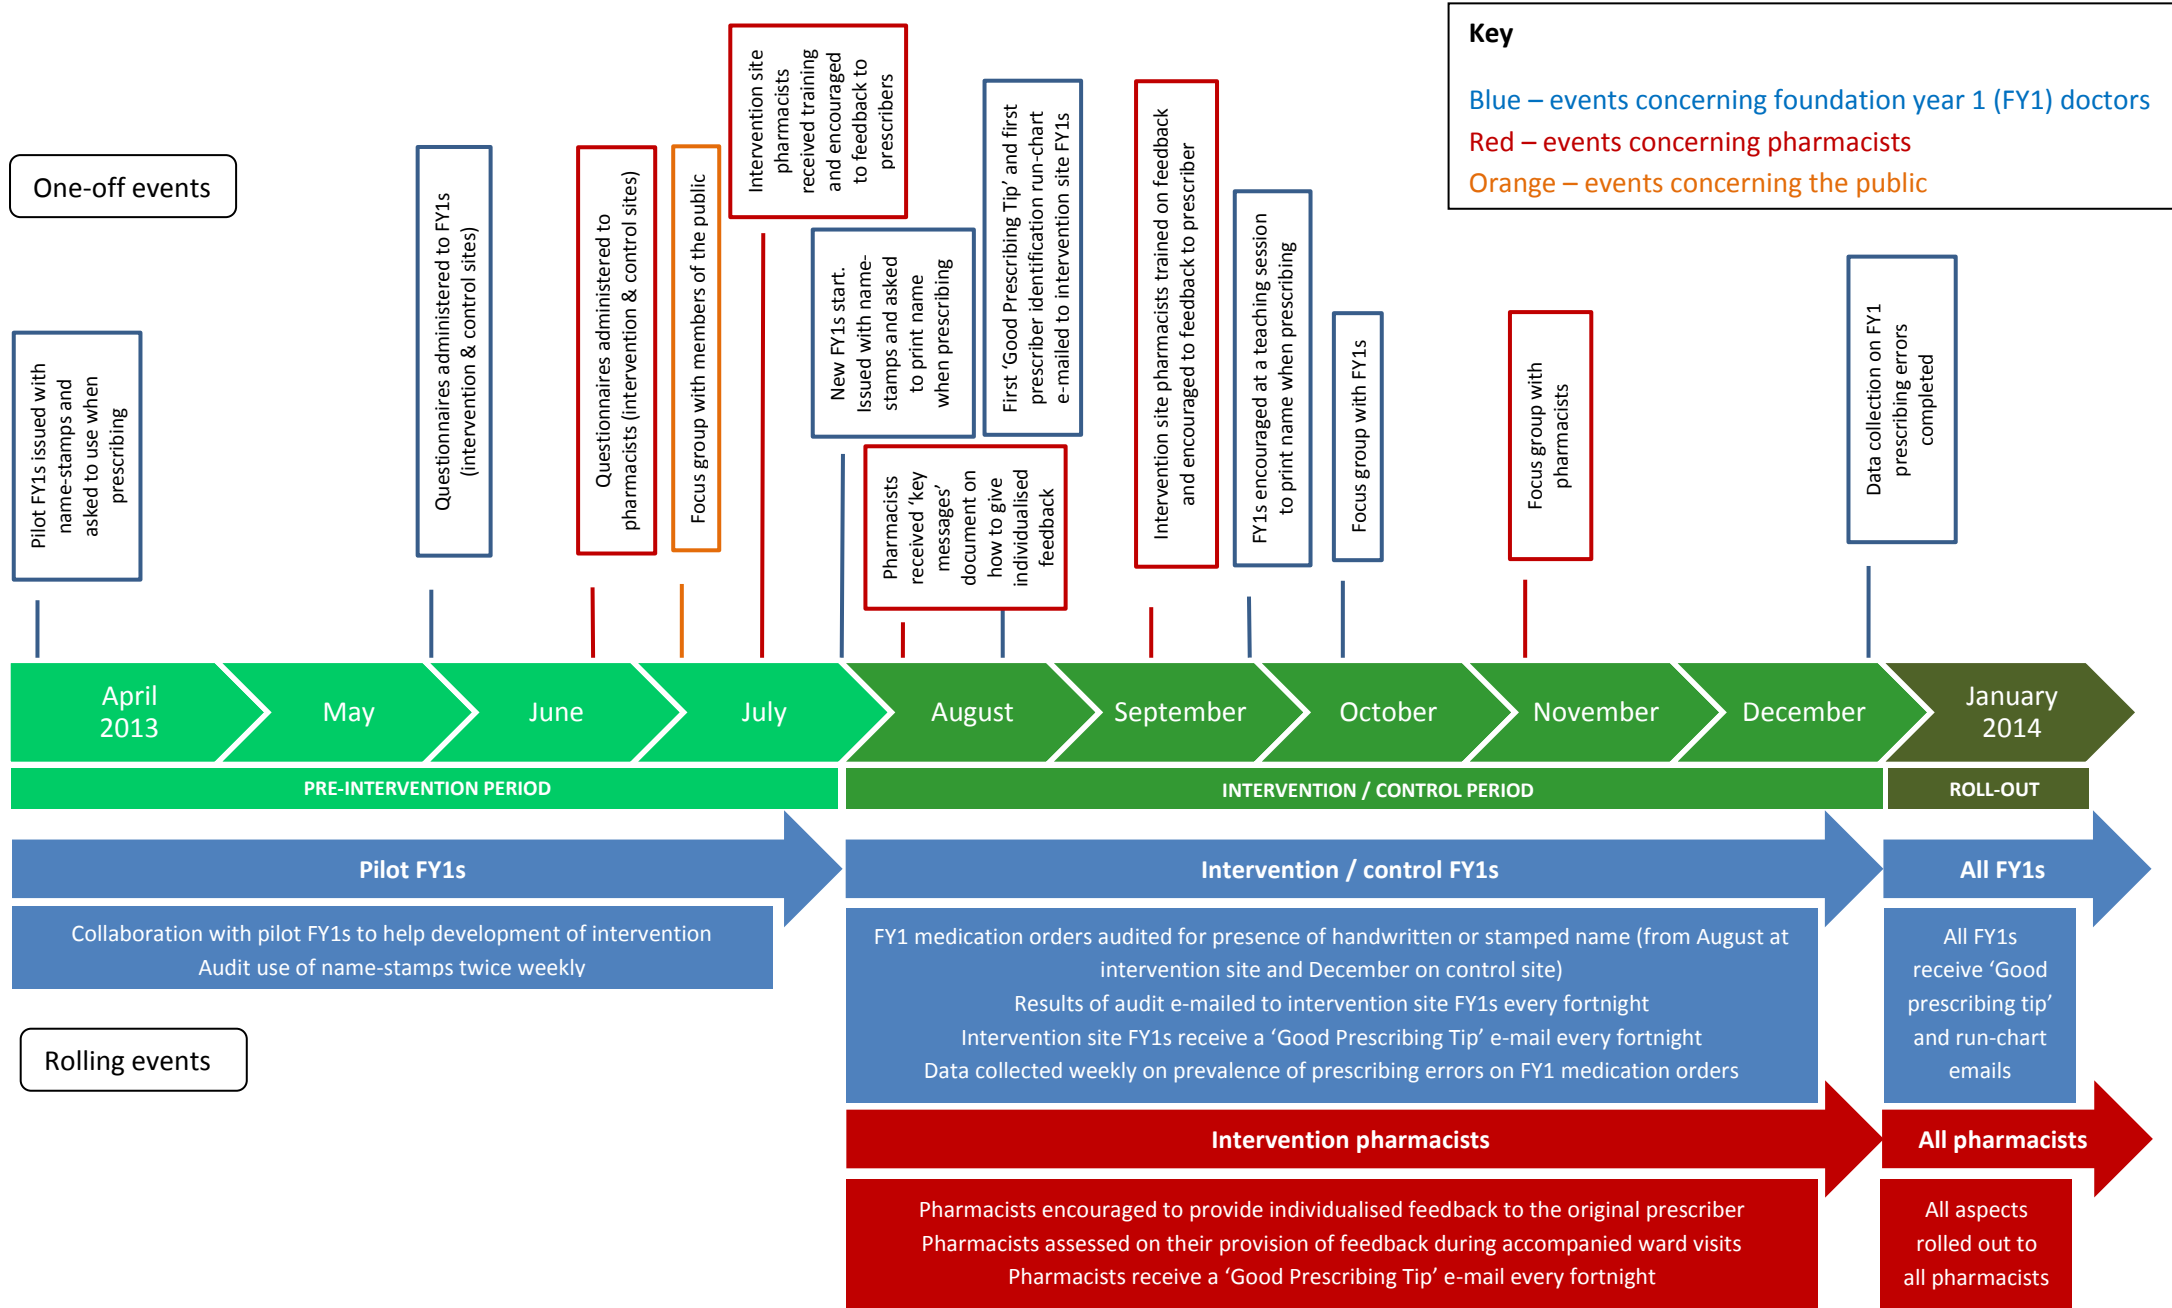 Key
Blue – events concerning foundation year 1 (FY1) doctors
Red – events concerning pharmacists
Orange – events concerning the public
One-off events
Pilot FY1s issued with
name-stamps and
asked to use when
prescribing
Questionnaires administered to FY1s
(intervention & control sites)
Questionnaires administered to
pharmacists (intervention & control sites)
Focus group with members of the public
Intervention site
pharmacists
received training
and encouraged
to feedback to
prescribers
New FY1s start.
Issued with name-
stamps and asked
to print name
when prescribing
Pharmacists
received ‘key
messages’
document on
how to give
individualised
feedback
First ‘Good Prescribing Tip’ and first
prescriber identification run-chart
e-mailed to intervention site FY1s
Intervention site pharmacists trained on feedback
and encouraged to feedback to prescriber
FY1s encouraged at a teaching session
to print name when prescribing
Focus group with FY1s
Focus group with
pharmacists
Data collection on FY1
prescribing errors
completed
April
2013
May
June
July
August
September
October
November
December
January
2014
PRE-INTERVENTION PERIOD
INTERVENTION / CONTROL PERIOD
ROLL-OUT
Pilot FY1s
Intervention / control FY1s
All FY1s
Collaboration with pilot FY1s to help development of intervention
Audit use of name-stamps twice weekly
FY1 medication orders audited for presence of handwritten or stamped name (from August at
intervention site and December on control site)
Results of audit e-mailed to intervention site FY1s every fortnight
Intervention site FY1s receive a ‘Good Prescribing Tip’ e-mail every fortnight
Data collected weekly on prevalence of prescribing errors on FY1 medication orders
All FY1s
receive ‘Good
prescribing tip’
and run-chart
emails
Rolling events
Intervention pharmacists
All pharmacists
Pharmacists encouraged to provide individualised feedback to the original prescriber
Pharmacists assessed on their provision of feedback during accompanied ward visits
Pharmacists receive a ‘Good Prescribing Tip’ e-mail every fortnight
All aspects
rolled out to
all pharmacists